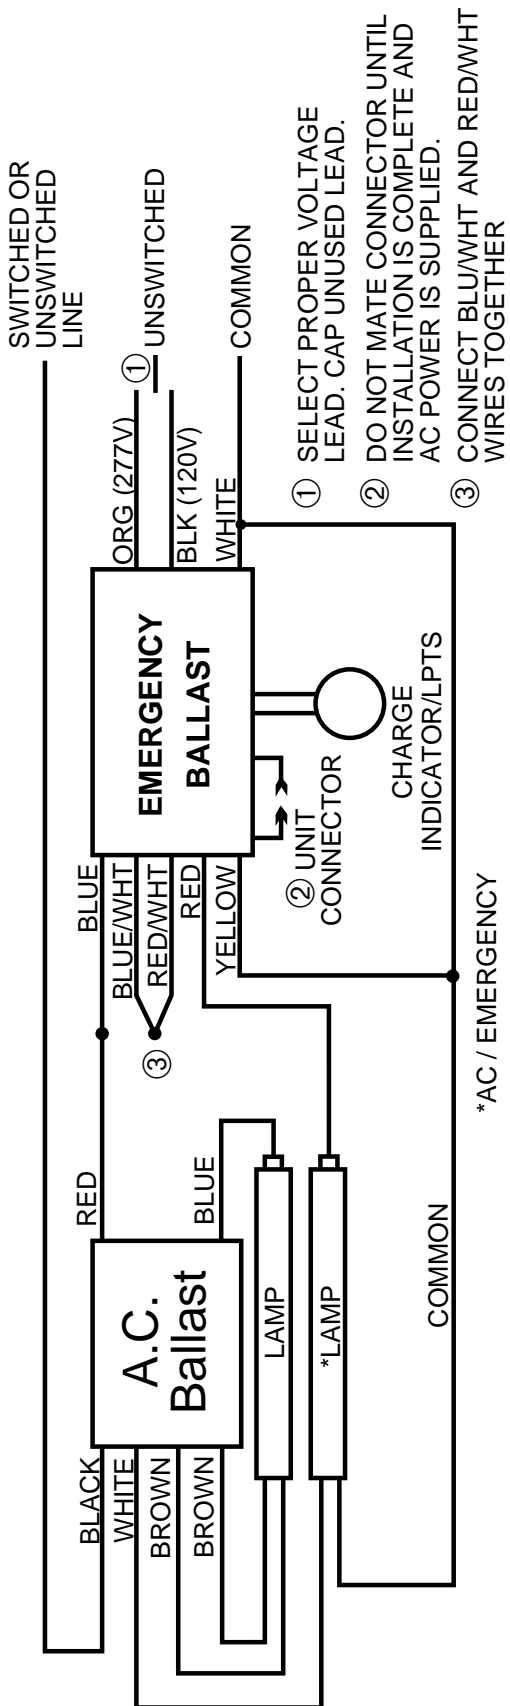 SWITCHED OR
UNSWITCHED
LINE
ORG (277V)
①
UNSWITCHED
BLK (120V)
WHITE
COMMON
EMERGENCY
BALLAST
BLUE
BLUE/WHT
RED/WHT
RED
YELLOW
③
② UNIT
CONNECTOR
CHARGE
INDICATOR/LPTS
RED
BLUE
A.C.
Ballast
BLACK
WHITE
BROWN
BROWN
LAMP
*LAMP
COMMON
*AC / EMERGENCY
① SELECT PROPER VOLTAGE
LEAD. CAP UNUSED LEAD.
② DO NOT MATE CONNECTOR UNTIL
INSTALLATION IS COMPLETE AND
AC POWER IS SUPPLIED.
③ CONNECT BLU/WHT AND RED/WHT
WIRES TOGETHER